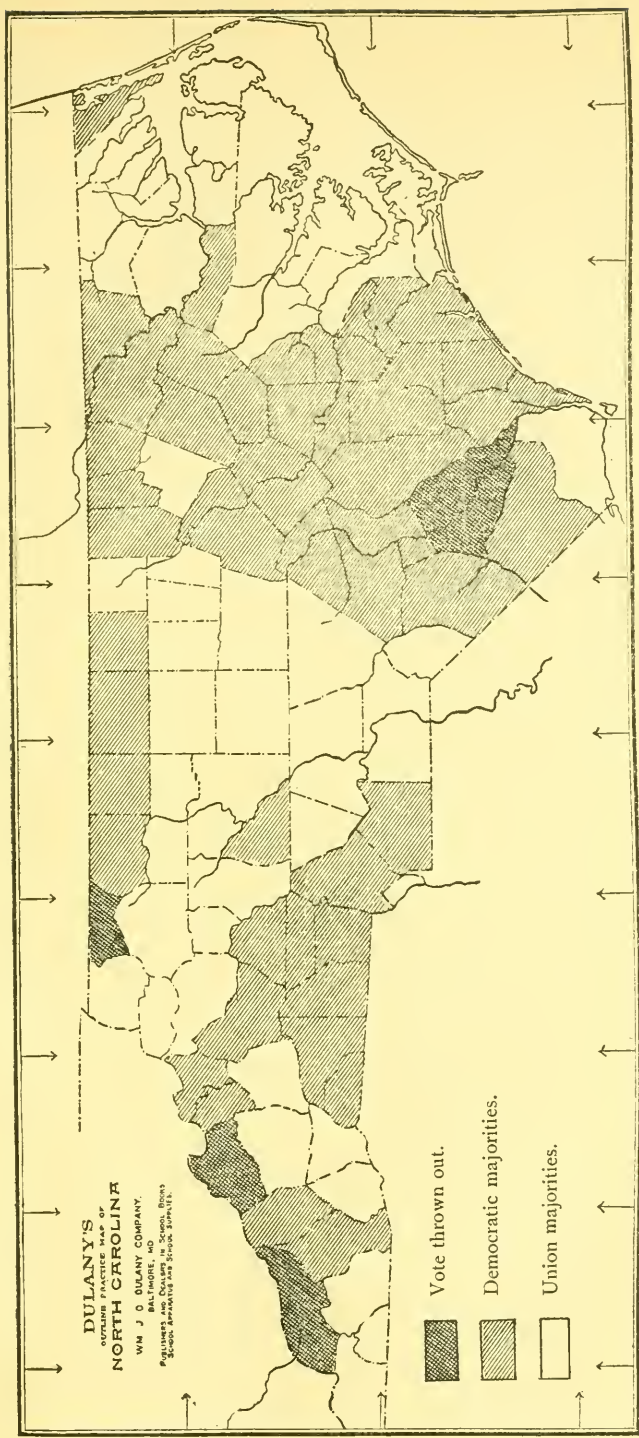 DULANY'S
OUTLINE PRACTICE MAP OF
NORTH CAROLINA
WM J C DULANY COMPANY.
BALTIMORE, MD
PUBLISHERS AND DEALERS IN SCHOOL BOOKS
SCHOOL APPARATUS AND SCHOOL SUPPLIES.
Vote thrown out.
Democratic majorities.
Union majorities.